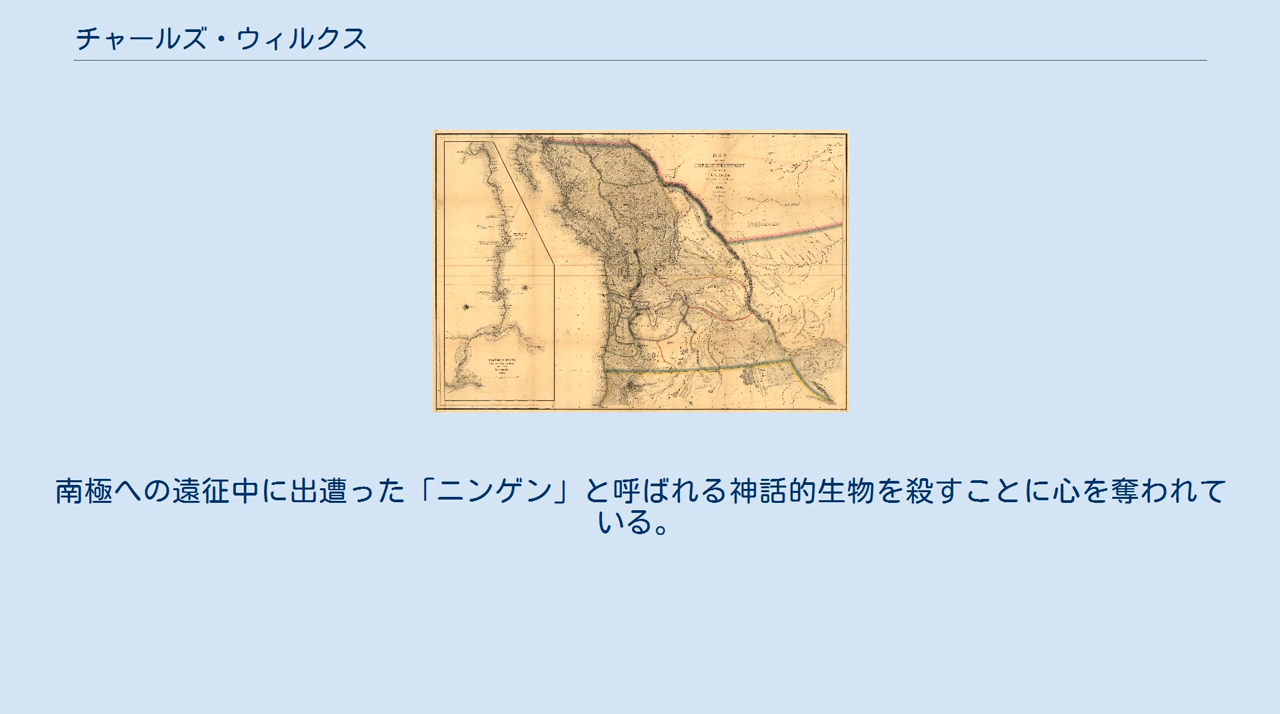 チャールズ・ウィルクス
南極への遠征中に出遭った「ニンゲン」と呼ばれる神話的生物を殺すことに心を奪われて
いる。